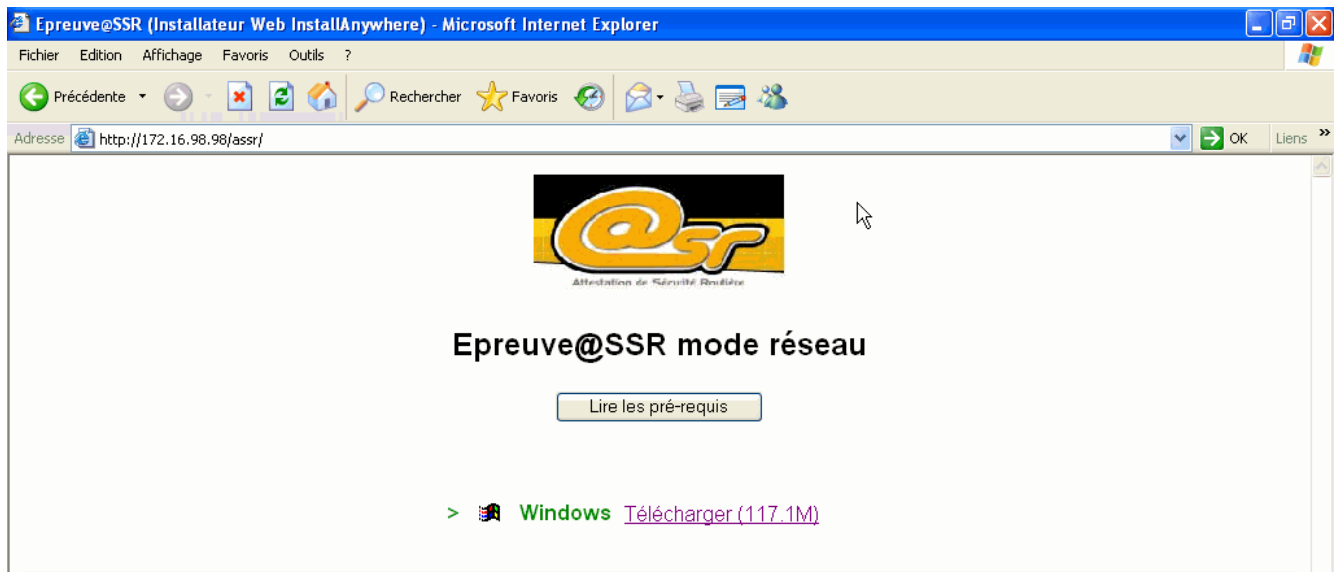 Epreuve@SSR (Installateur Web InstallAnywhere) - Microsoft Internet Explorer
Fichier Edition Affichage Favoris Outils ?
Précédente Rechercher Favoris
Adresse http://172.16.98.98/assr/ OK Liens »
@sr
Attestation de Sécurité Routière
Epreuve@SSR mode réseau
Lire les pré-requis
> Windows Télécharger (117.1M)